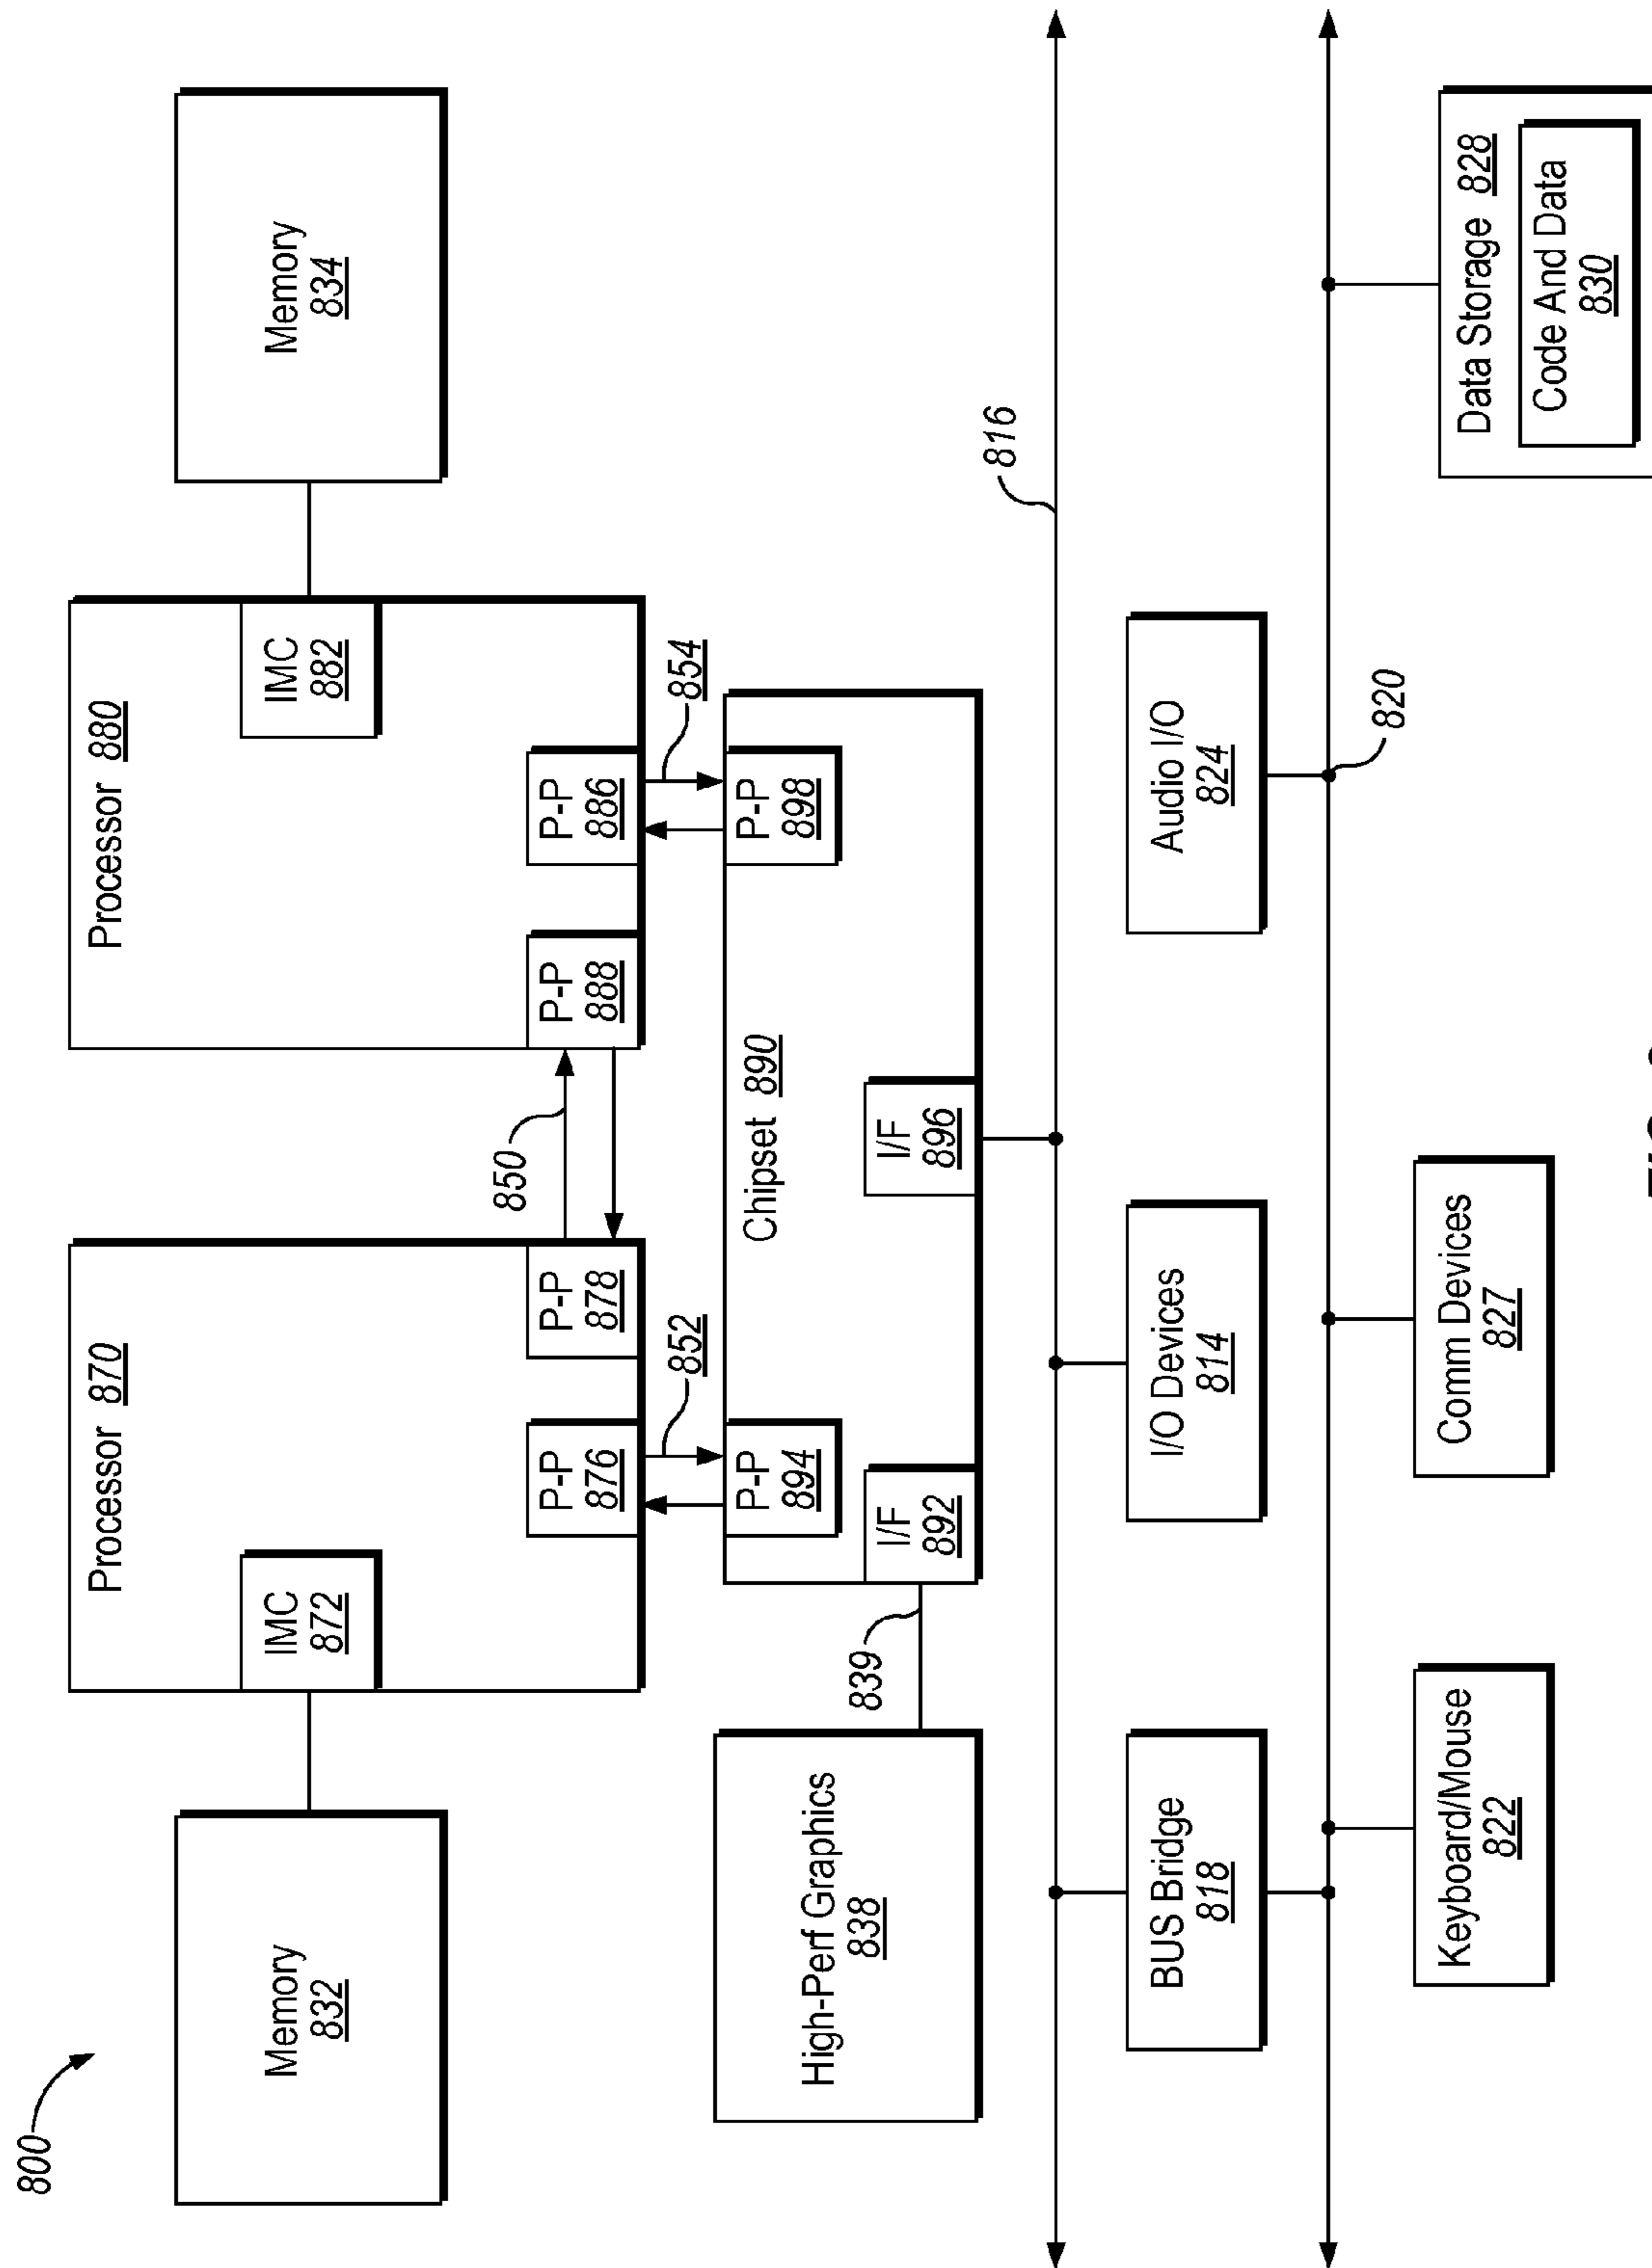 800
Memory
832
Processor 870
IMC
872
P-P
876
P-P
878
850
Processor 880
IMC
882
P-P
888
P-P
886
Memory
834
852
854
High-Perf Graphics
838
839
Chipset 890
P-P
894
P-P
898
I/F
892
I/F
896
816
BUS Bridge
818
I/O Devices
814
Audio I/O
824
820
Keyboard/Mouse
822
Comm Devices
827
Data Storage 828
Code And Data
830